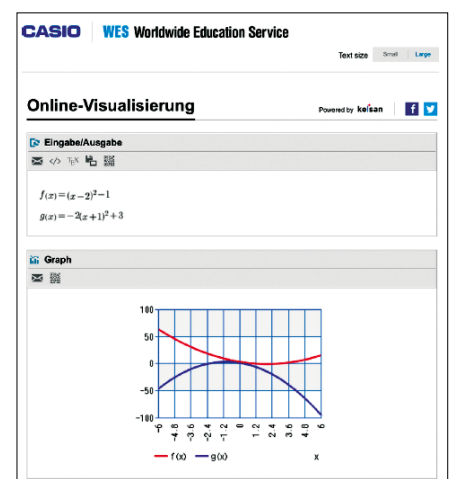 CASIO WES Worldwide Education Service
Text size Small Large
Online-Visualisierung Powered by keisan
Eingabe/Ausgabe
</> TEX
f(x)=(x−2)²−1
g(x)=−2(x+1)²+3
Graph
100
50
0
−50
−100
−6 −4.8 −3.6 −2.4 −1.2 0 1.2 2.4 3.6 4.8 6
f(x) g(x) x